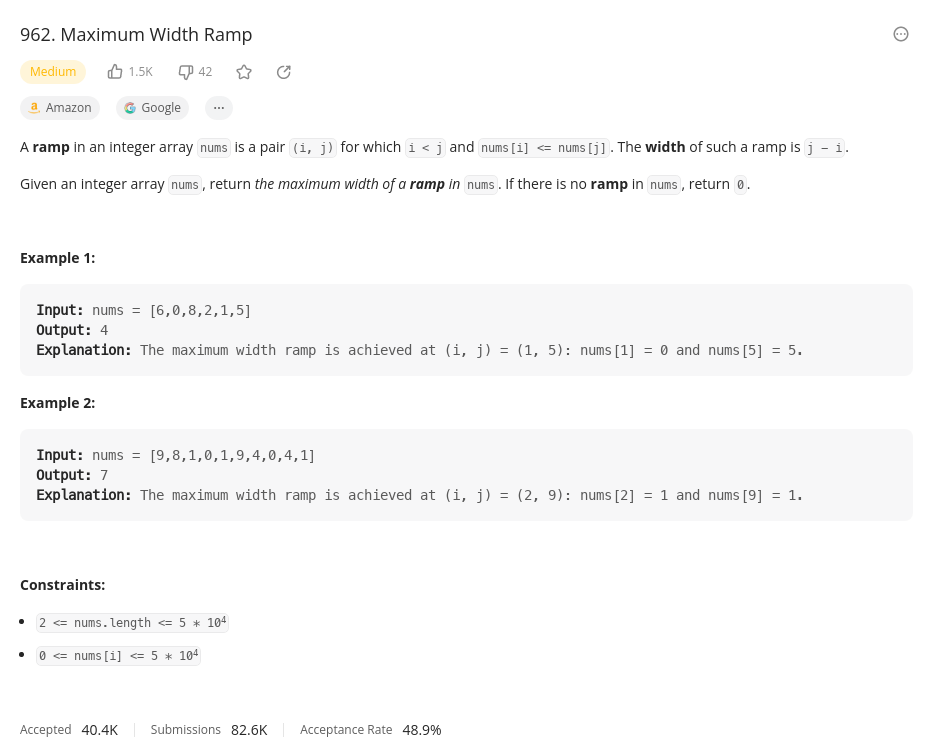 962. Maximum Width Ramp
Medium 1.5K 42
Amazon Google ...
A ramp in an integer array nums is a pair (i, j) for which i < j and nums[i] <= nums[j]. The width of such a ramp is j - i.
Given an integer array nums, return the maximum width of a ramp in nums. If there is no ramp in nums, return 0.
Example 1:
Input: nums = [6,0,8,2,1,5]
Output: 4
Explanation: The maximum width ramp is achieved at (i, j) = (1, 5): nums[1] = 0 and nums[5] = 5.
Example 2:
Input: nums = [9,8,1,0,1,9,4,0,4,1]
Output: 7
Explanation: The maximum width ramp is achieved at (i, j) = (2, 9): nums[2] = 1 and nums[9] = 1.
Constraints:
• 2 <= nums.length <= 5 * 10⁴
• 0 <= nums[i] <= 5 * 10⁴
Accepted 40.4K Submissions 82.6K Acceptance Rate 48.9%